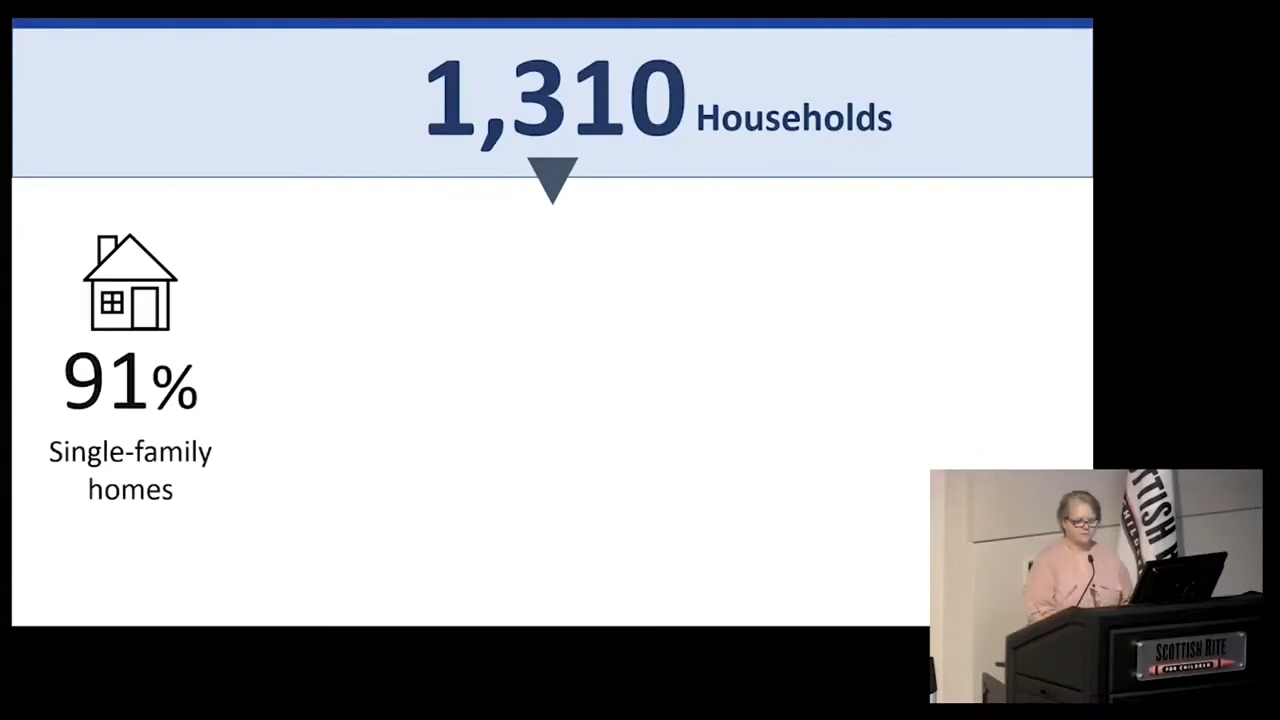 1,310 Households
91%
Single-family
homes
SCOTTISH RITE
FOR CHILDREN